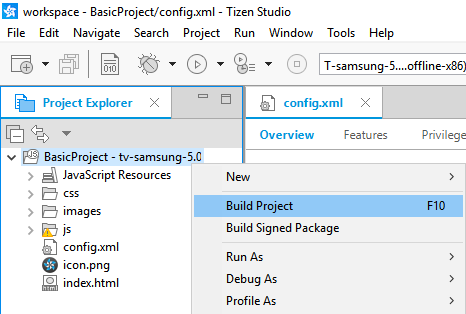 workspace - BasicProject/config.xml - Tizen Studio
File Edit Navigate Search Project Run Window Help
T-samsung-5....offline-x86)
Project Explorer
config.xml
Overview Features Privilege
BasicProject - tv-samsung-5.0
JavaScript Resources
css
images
js
config.xml
icon.png
index.html
New
Build Project F10
Build Signed Package
Run As
Debug As
Profile As